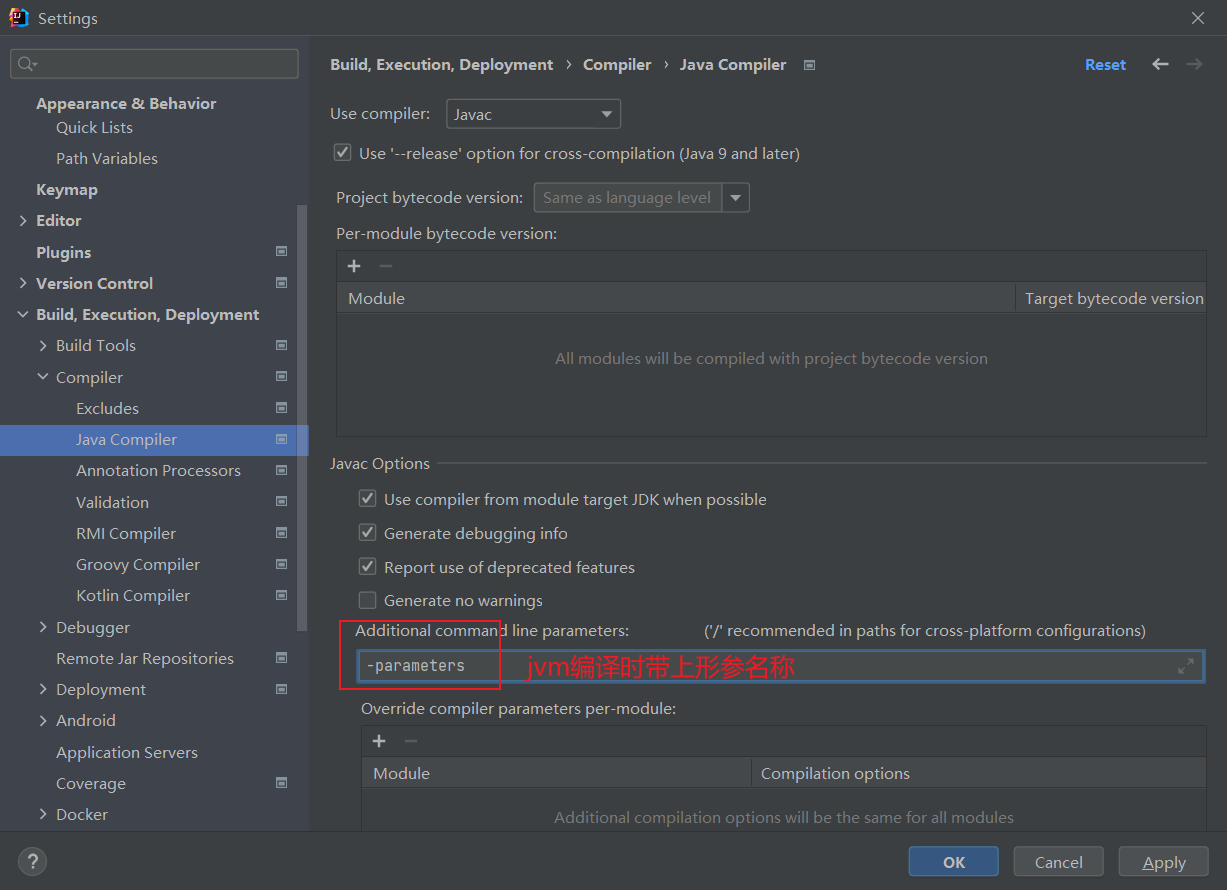 Settings
Appearance & Behavior
Quick Lists
Path Variables
Keymap
Editor
Plugins
Version Control
Build, Execution, Deployment
Build Tools
Compiler
Excludes
Java Compiler
Annotation Processors
Validation
RMI Compiler
Groovy Compiler
Kotlin Compiler
Debugger
Remote Jar Repositories
Deployment
Android
Application Servers
Coverage
Docker
Build, Execution, Deployment › Compiler › Java Compiler
Reset
Use compiler: Javac
Use '--release' option for cross-compilation (Java 9 and later)
Project bytecode version: Same as language level
Per-module bytecode version:
Module Target bytecode version
All modules will be compiled with project bytecode version
Javac Options
Use compiler from module target JDK when possible
Generate debugging info
Report use of deprecated features
Generate no warnings
Additional command line parameters: ('/' recommended in paths for cross-platform configurations)
-parameters jvm编译时带上形参名称
Override compiler parameters per-module:
Module Compilation options
Additional compilation options will be the same for all modules
? OK Cancel Apply